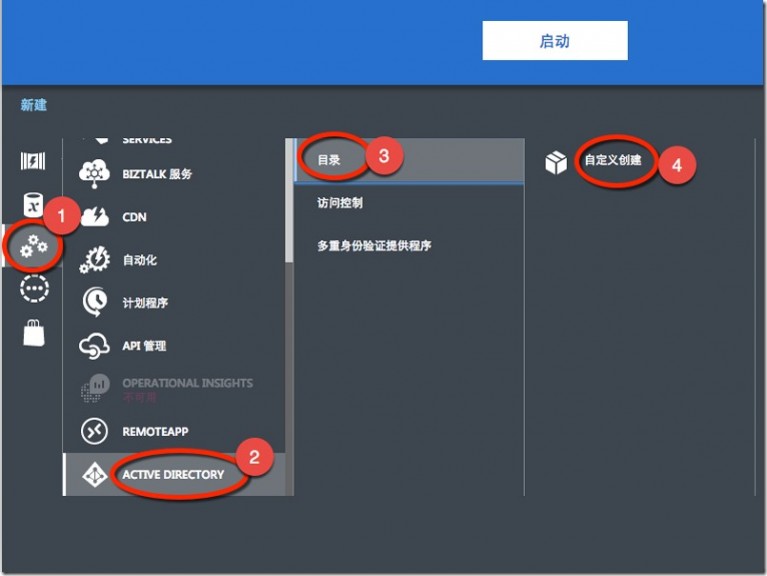 启动
新建
SERVICES
BIZTALK 服务
CDN
自动化
计划程序
API 管理
OPERATIONAL INSIGHTS
不可用
REMOTEAPP
ACTIVE DIRECTORY
目录
访问控制
多重身份验证提供程序
自定义创建
1
2
3
4